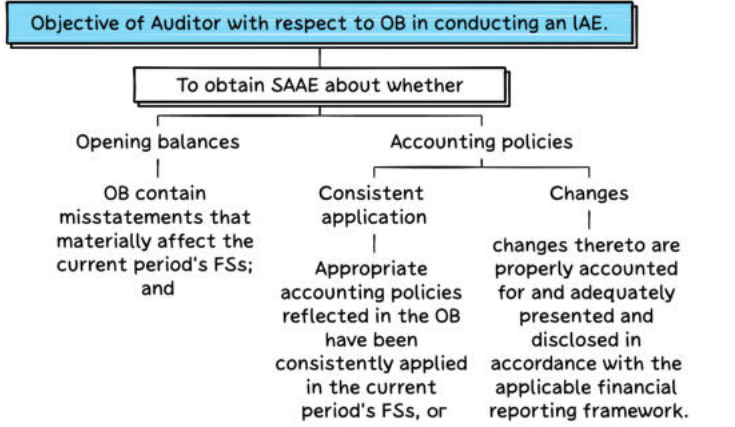 Objective of Auditor with respect to OB in conducting an IAE.
To obtain SAAE about whether
Opening balances
OB contain
misstatements that
materially affect the
current period's FSs;
and
Accounting policies
Consistent
application
Appropriate
accounting policies
reflected in the OB
have been
consistently applied
in the current
period's FSs, or
Changes
changes thereto are
properly accounted
for and adequately
presented and
disclosed in
accordance with the
applicable financial
reporting framework.